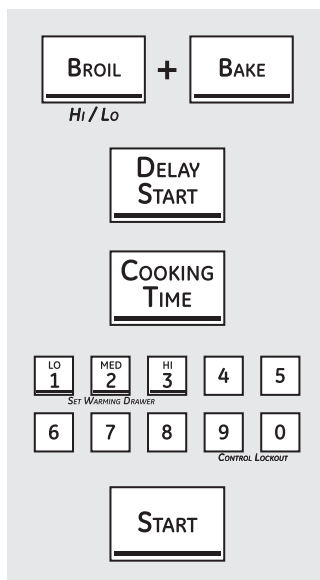 BROIL + BAKE
HI / LO
DELAY
START
COOKING
TIME
LO MED HI
1 2 3 4 5
SET WARMING DRAWER
6 7 8 9 0
CONTROL LOCKOUT
START